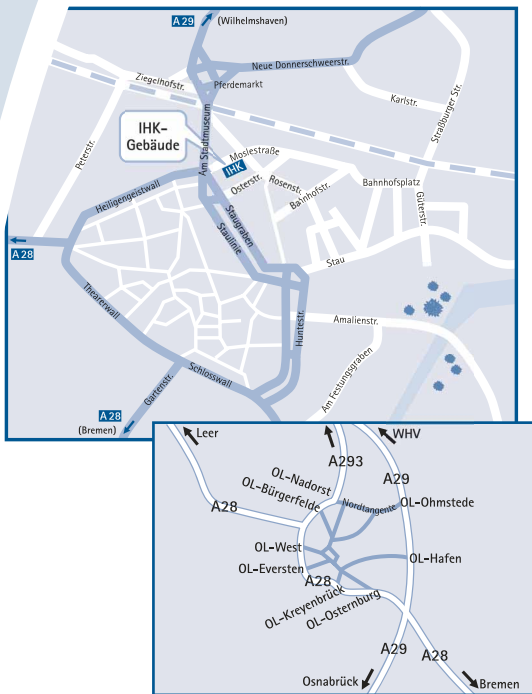 A 29
(Wilhelmshaven)
Neue Donnerschweerstr.
Ziegelhofstr.
Pferdemarkt
Karlstr.
Straßburger Str.
Peterstr.
IHK-
Gebäude
Am Stadtmuseum
Moslestraße
IHK
Osterstr.
Rosenstr.
Bahnhofstr.
Bahnhofsplatz
Güterstr.
Heiligengeistwall
Staugraben
Staulinie
Stau
A 28
Theaterwall
Huntestr.
Amalienstr.
Schlosswall
Gartenstr.
Am Festungsgraben
A 28
(Bremen)
Leer
A293
WHV
A29
OL-Nadorst
OL-Bürgerfelde
Nordtangente
OL-Ohmstede
A28
OL-West
OL-Eversten
OL-Hafen
A28
OL-Kreyenbrück
OL-Osternburg
A29
A28
Osnabrück
Bremen